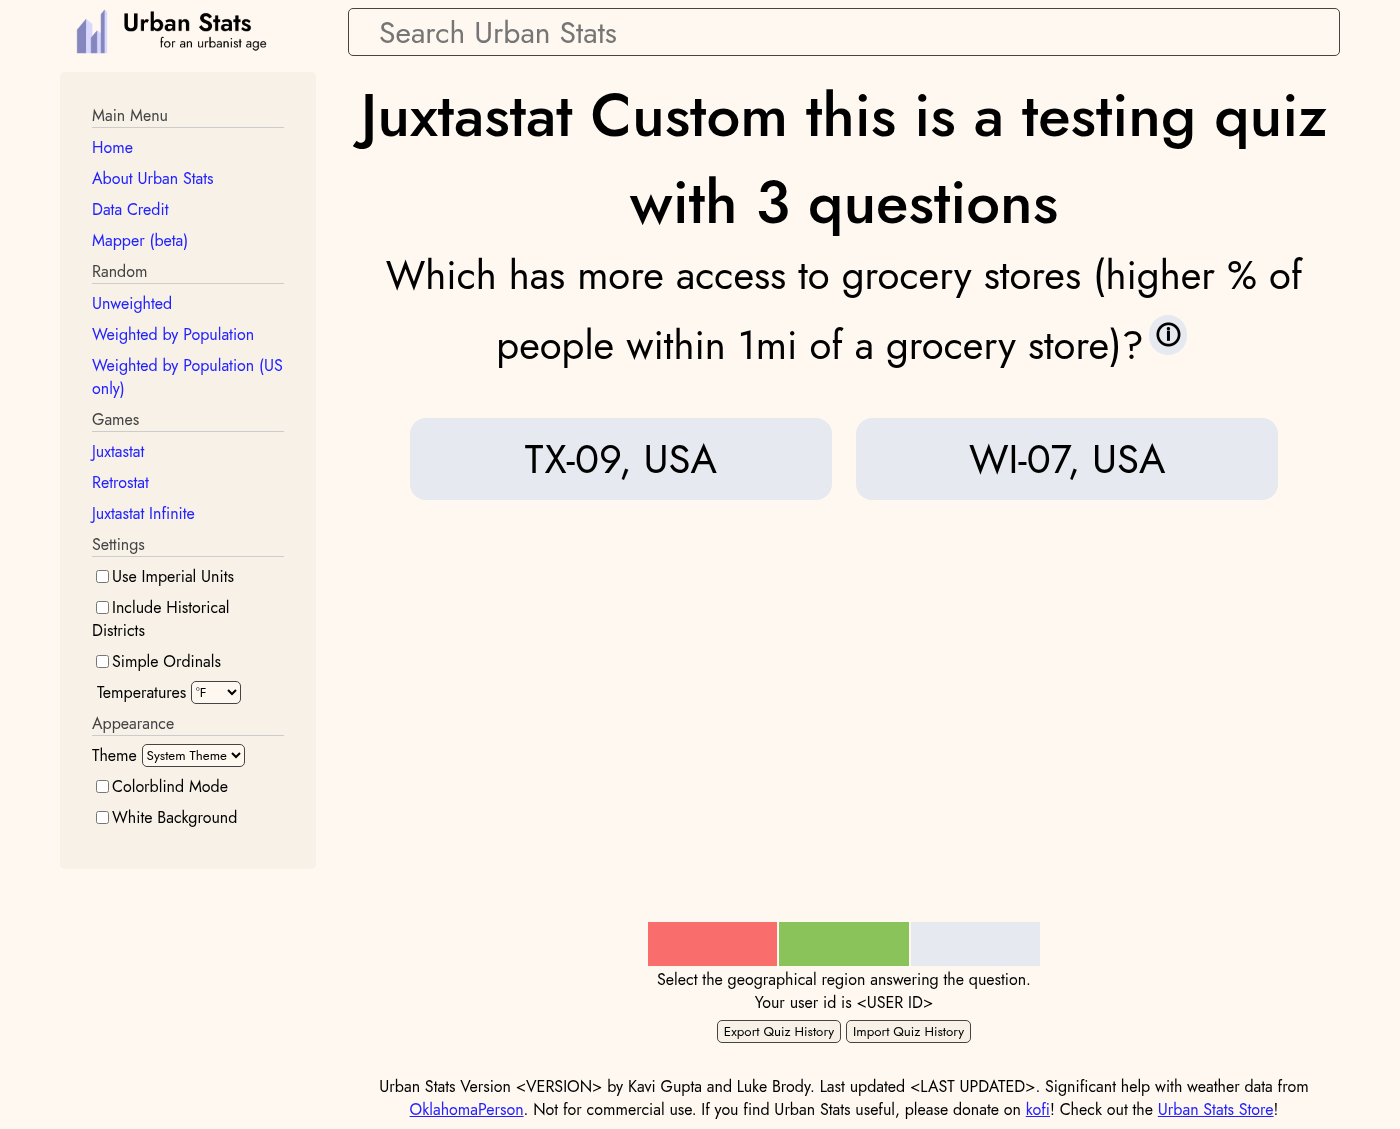 Urban Stats
for an urbanist age
Search Urban Stats
Main Menu
Home
About Urban Stats
Data Credit
Mapper (beta)
Random
Unweighted
Weighted by Population
Weighted by Population (US
only)
Games
Juxtastat
Retrostat
Juxtastat Infinite
Settings
Use Imperial Units
Include Historical
Districts
Simple Ordinals
Temperatures °F
Appearance
Theme System Theme
Colorblind Mode
White Background
Juxtastat Custom this is a testing quiz
with 3 questions
Which has more access to grocery stores (higher % of
people within 1mi of a grocery store)?
TX-09, USA
WI-07, USA
Select the geographical region answering the question.
Your user id is <USER ID>
Export Quiz History Import Quiz History
Urban Stats Version <VERSION> by Kavi Gupta and Luke Brody. Last updated <LAST UPDATED>. Significant help with weather data from
OklahomaPerson. Not for commercial use. If you find Urban Stats useful, please donate on kofi! Check out the Urban Stats Store!